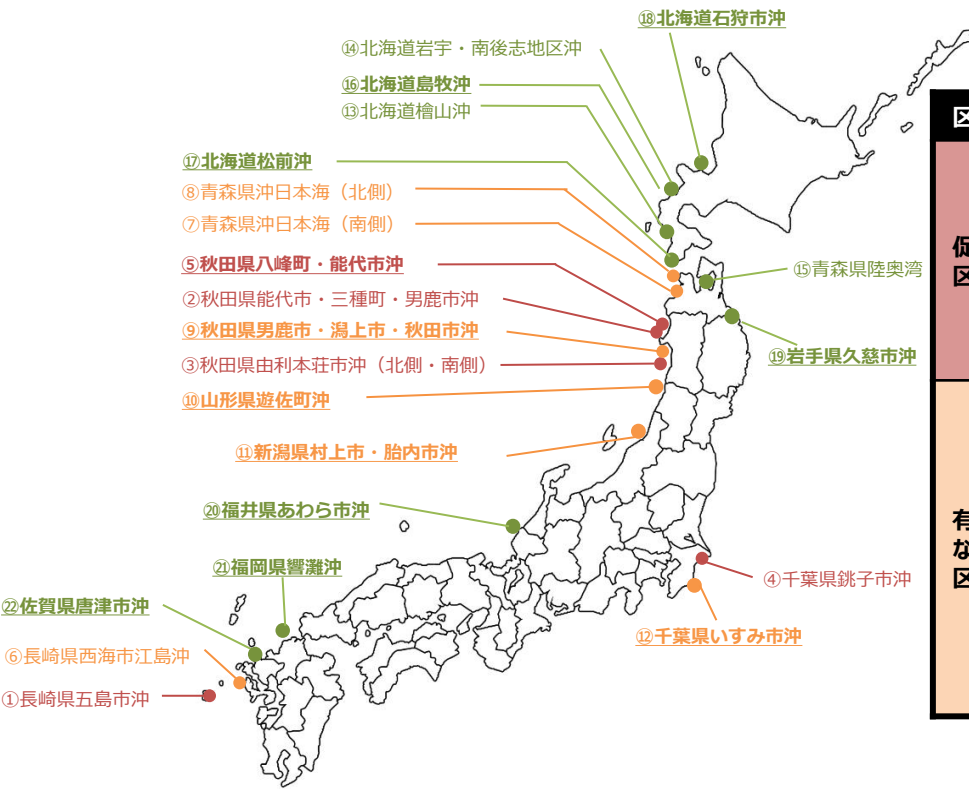 ⑱北海道石狩市沖
⑭北海道岩宇・南後志地区沖
⑯北海道島牧沖
⑬北海道檜山沖
⑰北海道松前沖
⑧青森県沖日本海（北側）
⑦青森県沖日本海（南側）
⑤秋田県八峰町・能代市沖
⑮青森県陸奥湾
②秋田県能代市・三種町・男鹿市沖
⑨秋田県男鹿市・潟上市・秋田市沖
⑲岩手県久慈市沖
③秋田県由利本荘市沖（北側・南側）
⑩山形県遊佐町沖
⑪新潟県村上市・胎内市沖
⑳福井県あわら市沖
㉑福岡県響灘沖
④千葉県銚子市沖
㉒佐賀県唐津市沖
⑫千葉県いすみ市沖
⑥長崎県西海市江島沖
①長崎県五島市沖
区
促
区
有
な
区